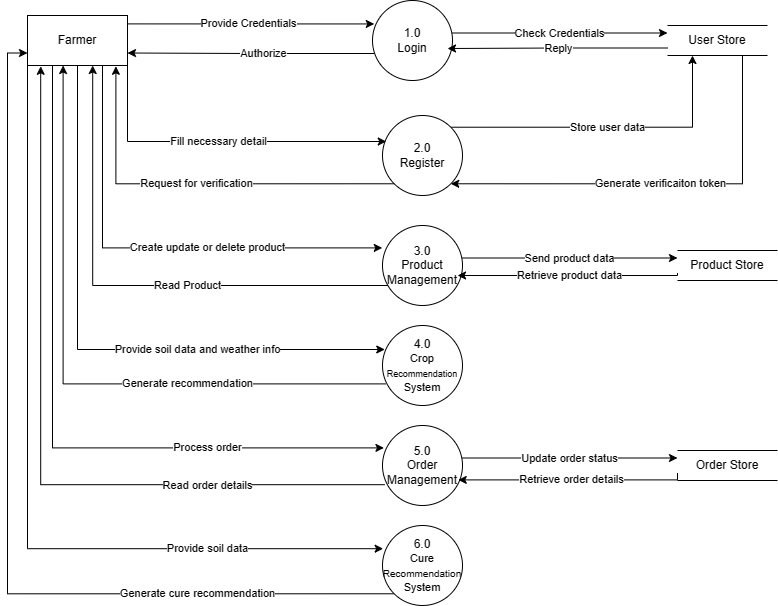 Farmer
Provide Credentials
Authorize
1.0
Login
Check Credentials
Reply
User Store
Fill necessary detail
Request for verification
2.0
Register
Store user data
Generate verificaiton token
Create update or delete product
Read Product
3.0
Product
Management
Send product data
Retrieve product data
Product Store
Provide soil data and weather info
Generate recommendation
4.0
Crop
Recommendation
System
Process order
Read order details
5.0
Order
Management
Update order status
Retrieve order details
Order Store
Provide soil data
Generate cure recommendation
6.0
Cure
Recommendation
System